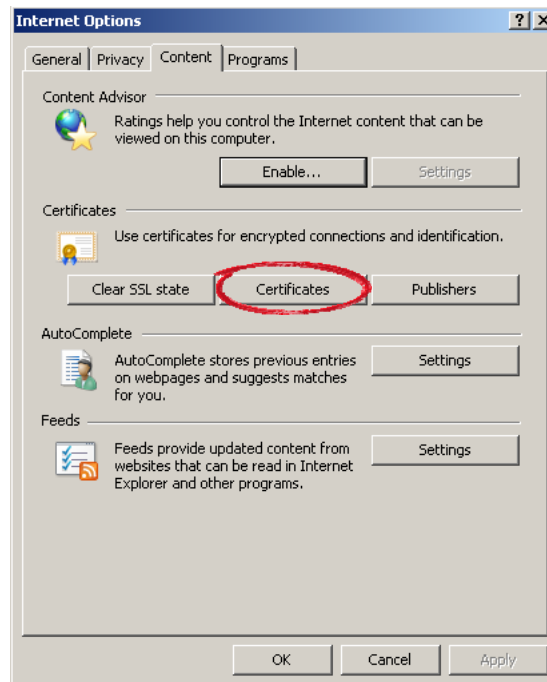 Internet Options
General Privacy Content Programs
Content Advisor
Ratings help you control the Internet content that can be
viewed on this computer.
Enable... Settings
Certificates
Use certificates for encrypted connections and identification.
Clear SSL state Certificates Publishers
AutoComplete
AutoComplete stores previous entries
on webpages and suggests matches
for you.
Settings
Feeds
Feeds provide updated content from
websites that can be read in Internet
Explorer and other programs.
Settings
OK Cancel Apply